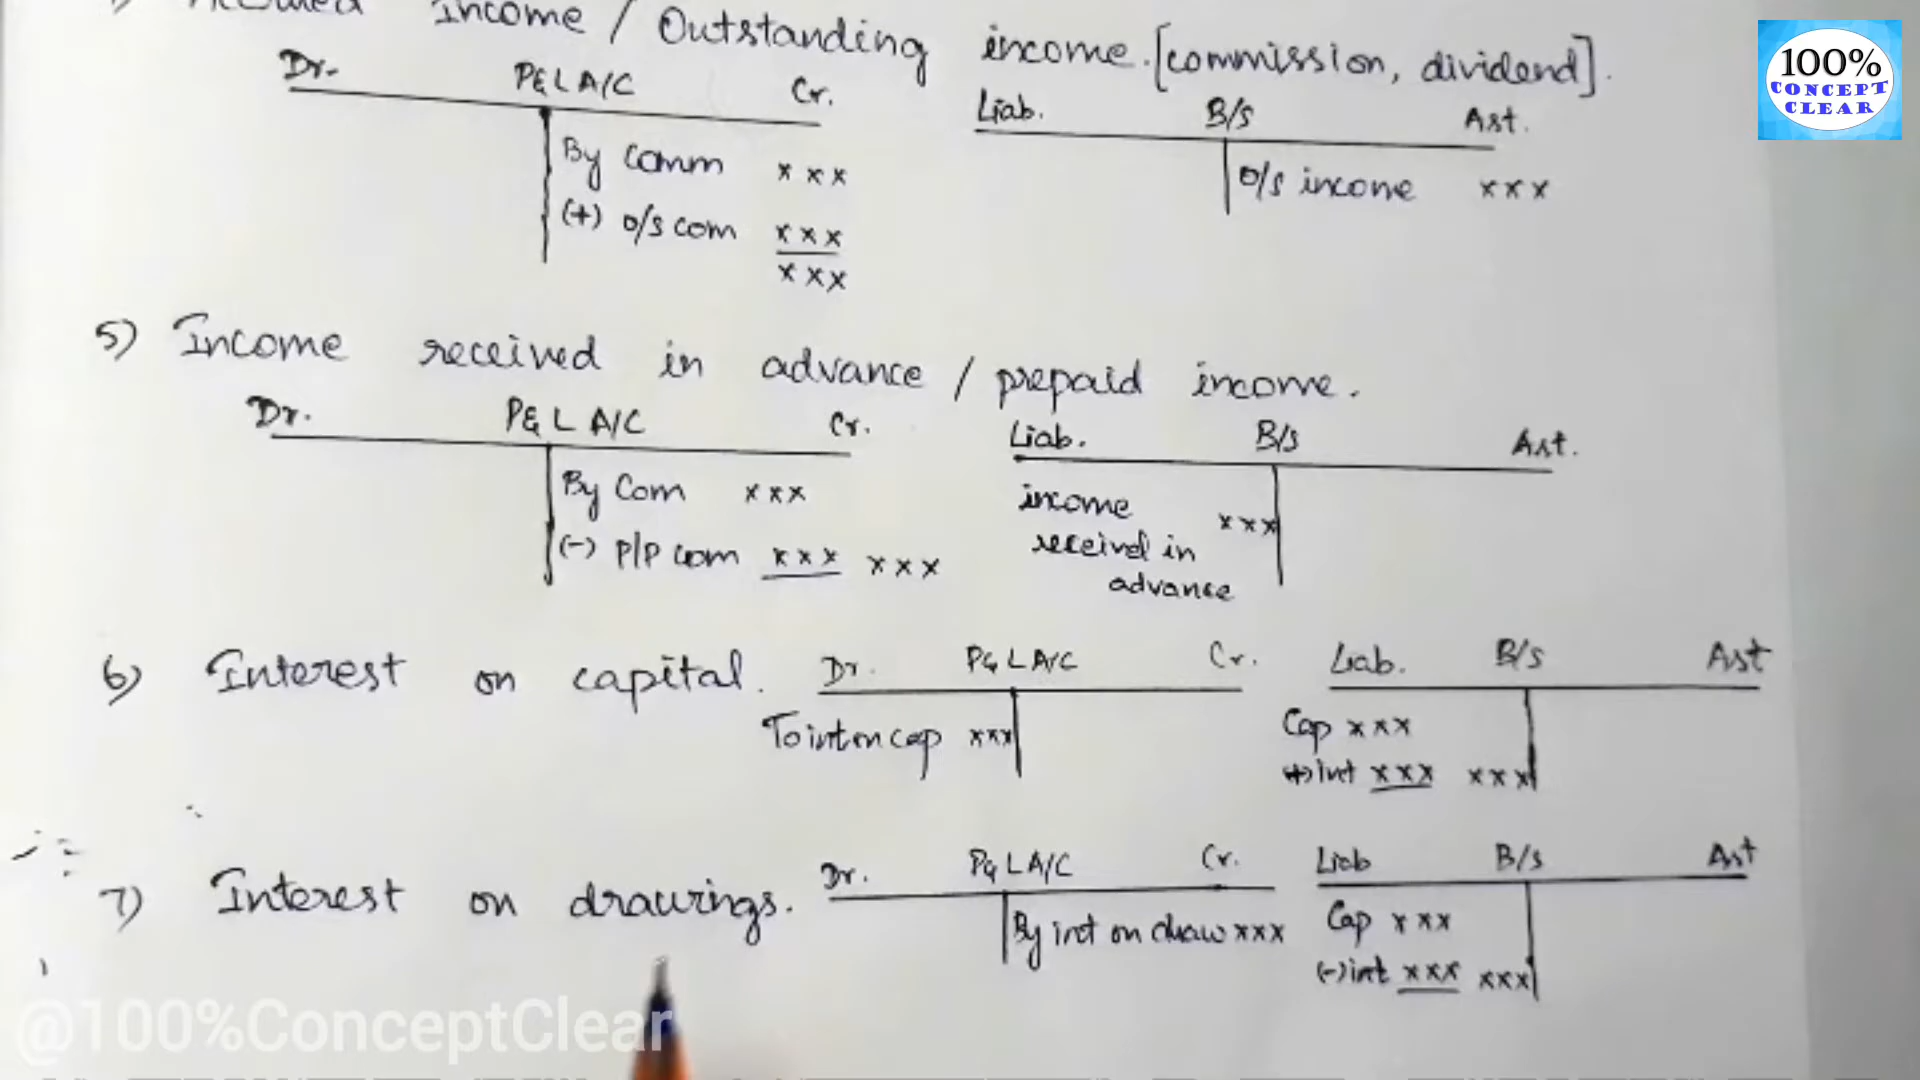 Income / Outstanding income. [commission, dividend].
Dr. P&L A/C Cr. Liab. B/S Ast.
By Comm xxx O/s income xxx
(+) o/s com xxx
xxx
5) Income received in advance / prepaid income.
Dr. P& L A/C Cr. Liab. B/S Ast.
By Com xxx income
received in
advance xxx
(-) P/P com xxx xxx
6) Interest on capital. Dr. P& L A/C Cr. Liab. B/S Ast
To int on cap xxx Cap xxx
(+) int xxx xxx
7) Interest on drawings. Dr. P& L A/C Cr. Liab B/S Ast
By int on draw xxx Cap xxx
(-) int xxx xxx
100%
CONCEPT
CLEAR
@100%ConceptClear